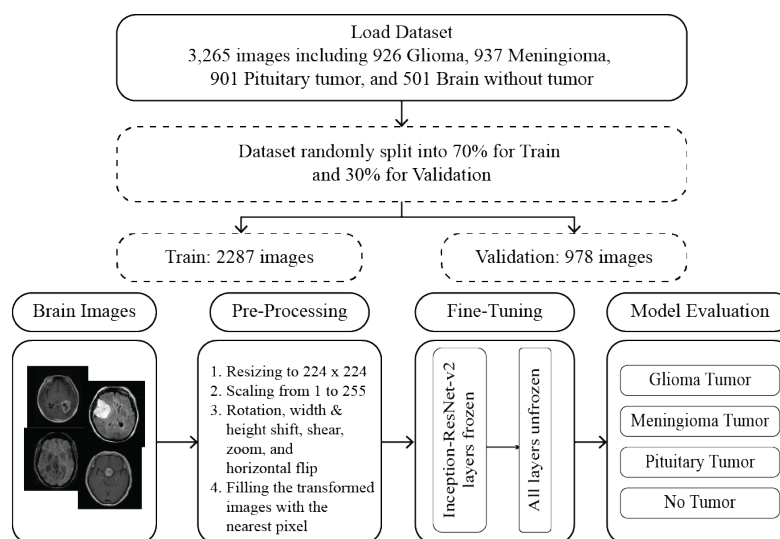 Load Dataset
3,265 images including 926 Glioma, 937 Meningioma,
901 Pituitary tumor, and 501 Brain without tumor
Dataset randomly split into 70% for Train
and 30% for Validation
Train: 2287 images
Validation: 978 images
Brain Images
Pre-Processing
Fine-Tuning
Model Evaluation
1. Resizing to 224 x 224
2. Scaling from 1 to 255
3. Rotation, width &
height shift, shear,
zoom, and
horizontal flip
4. Filling the transformed
images with the
nearest pixel
Inception-ResNet-v2
layers frozen
All layers unfrozen
Glioma Tumor
Meningioma Tumor
Pituitary Tumor
No Tumor